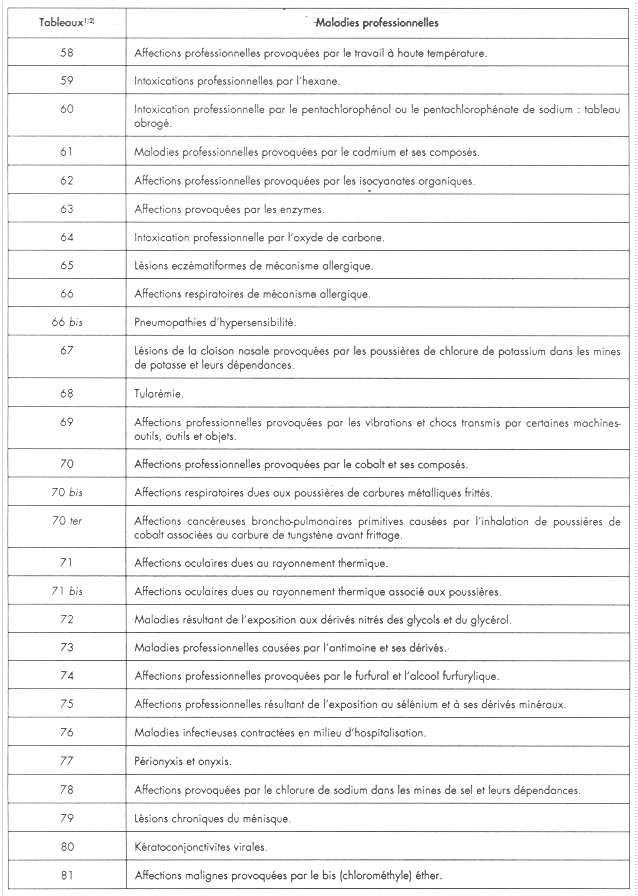 Tableaux 1/2) Maladies professionnelles
58 Affections professionnelles provoquées par le travail à haute température.
59 Intoxications professionnelles par l'hexane.
60 Intoxication professionnelle par le pentachlorophénol ou le pentachlorophénate de sodium : tableau
abrogé.
61 Maladies professionnelles provoquées par le cadmium et ses composés.
62 Affections professionnelles provoquées par les isocyanates organiques.
63 Affections provoquées par les enzymes.
64 Intoxication professionnelle par l'oxyde de carbone.
65 Lésions eczématiformes de mécanisme allergique.
66 Affections respiratoires de mécanisme allergique.
66 bis Pneumopathies d'hypersensibilité.
67 Lésions de la cloison nasale provoquées par les poussières de chlorure de potassium dans les mines
de potasse et leurs dépendances.
68 Tularémie.
69 Affections professionnelles provoquées par les vibrations et chocs transmis par certaines machines-
outils, outils et objets.
70 Affections professionnelles provoquées par le cobalt et ses composés.
70 bis Affections respiratoires dues aux poussières de carbures métalliques frittés.
70 ter Affections cancéreuses broncho-pulmonaires primitives causées par l'inhalation de poussières de
cobalt associées au carbure de tungstène avant frittage.
71 Affections oculaires dues au rayonnement thermique.
71 bis Affections oculaires dues au rayonnement thermique associé aux poussières.
72 Maladies résultant de l'exposition aux dérivés nitrés des glycols et du glycérol.
73 Maladies professionnelles causées par l'antimoine et ses dérivés.
74 Affections professionnelles provoquées par le furfural et l'alcool furfurylique.
75 Affections professionnelles résultant de l'exposition au sélénium et à ses dérivés minéraux.
76 Maladies infectieuses contractées en milieu d'hospitalisation.
77 Périonyxis et onyxis.
78 Affections provoquées par le chlorure de sodium dans les mines de sel et leurs dépendances.
79 Lésions chroniques du ménisque.
80 Kératoconjonctivites virales.
81 Affections malignes provoquées par le bis (chlorométhyle) éther.